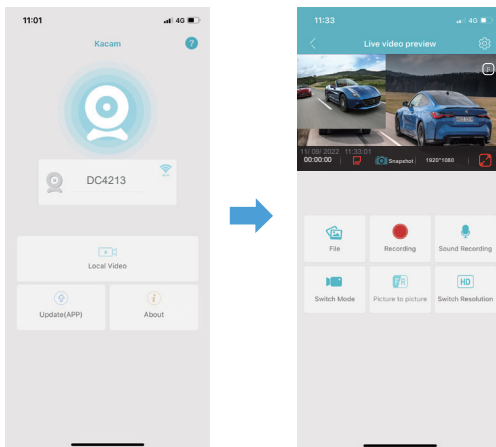 11:01
4G
Kacam
?
DC4213
Local Video
Update(APP)
About
11:33
4G
Live video preview
11/ 09/ 2022 11:33:01
00:00:00
Snapshot
1920*1080
File
Recording
Sound Recording
Switch Mode
FR
Picture to picture
HD
Switch Resolution